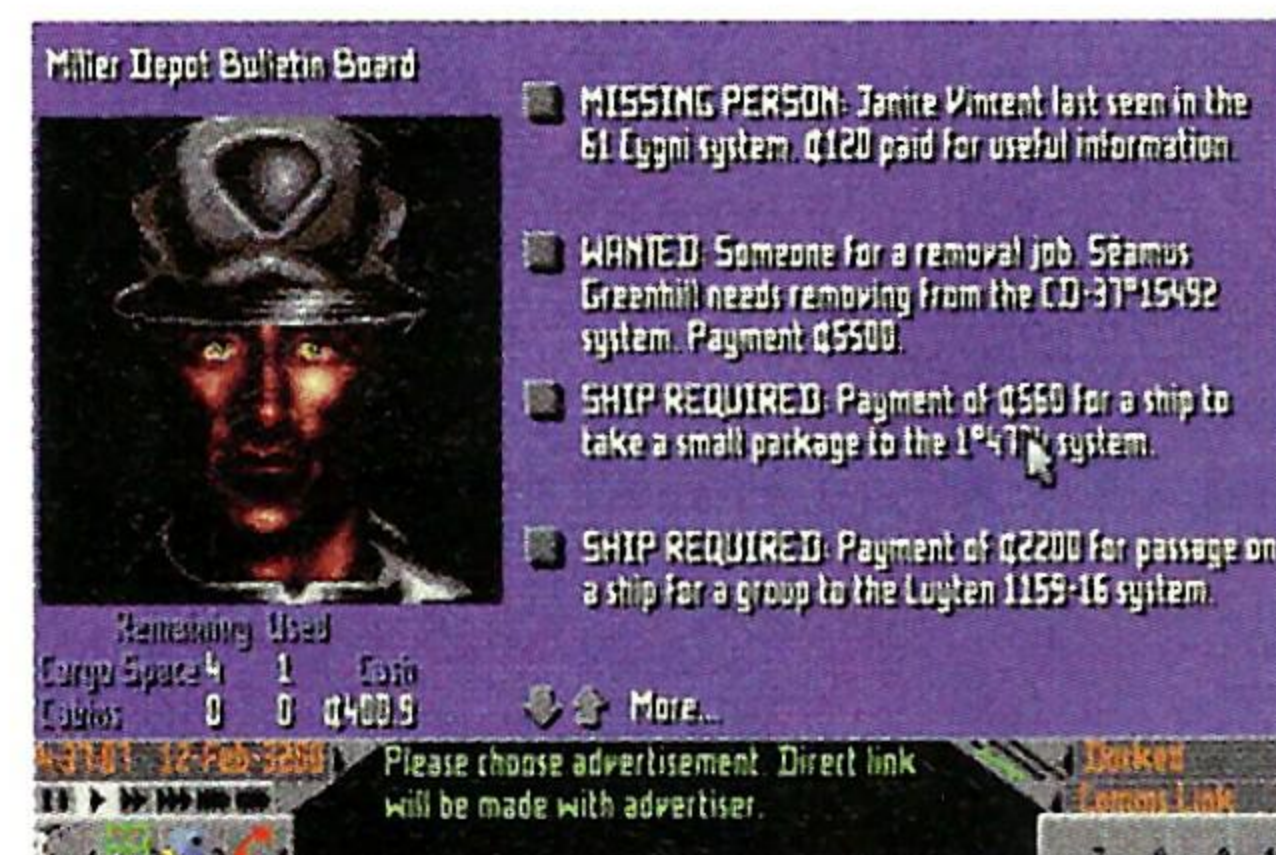 Miller Depot Bulletin Board
MISSING PERSON: Janice Vincent last seen in the
61 Cygni system. ₡120 paid for useful information.
WANTED: Someone for a removal job. Séamus
Greenhill needs removing from the CD-37°15492
system. Payment ₡5500.
SHIP REQUIRED: Payment of ₡560 for a ship to
take a small package to the system.
SHIP REQUIRED: Payment of ₡2200 for passage on
a ship for a group to the Luyten 1159-16 system.
Remaining Used
Cargo Space 4 1 Cash
Cabins 0 0 ₡400.9
More...
12-Feb-3200
Please choose advertisement. Direct link
will be made with advertiser.
Docked
Comms Link